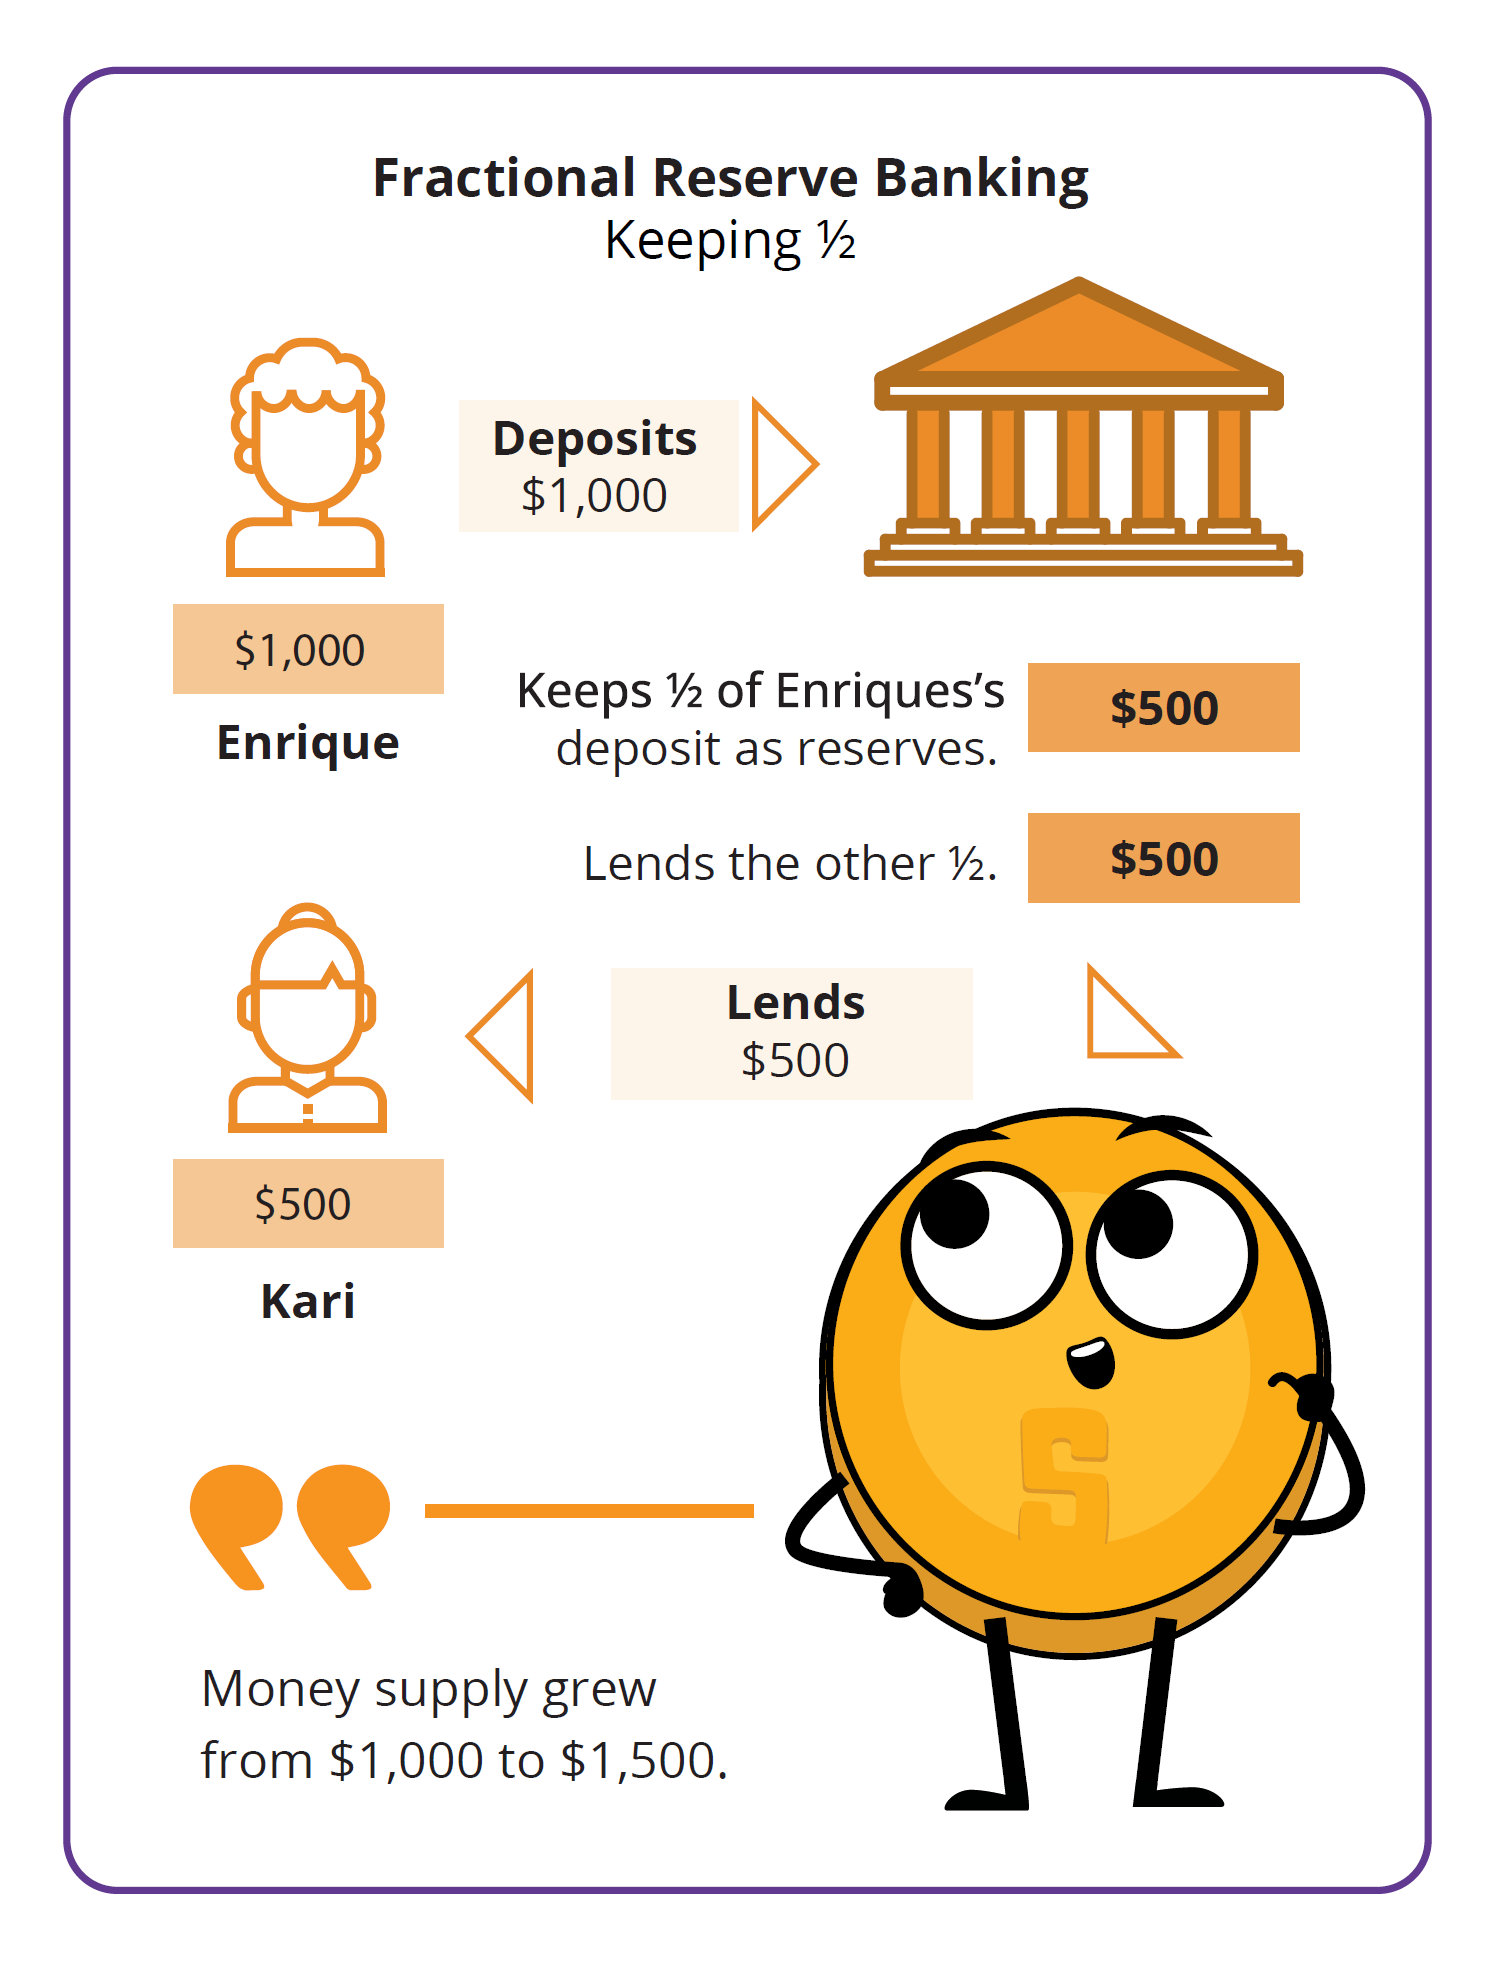 Fractional Reserve Banking
Keeping ½
Deposits
$1,000
$1,000
Enrique
Keeps ½ of Enriques’s
deposit as reserves.
$500
Lends the other ½.
$500
Lends
$500
$500
Kari
Money supply grew
from $1,000 to $1,500.